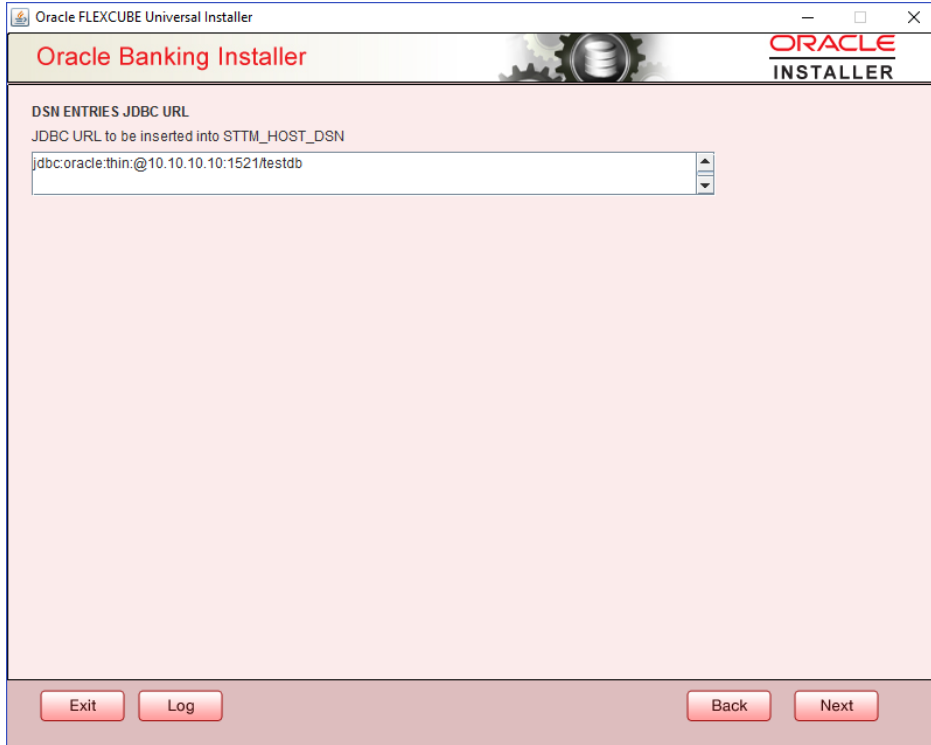 Oracle FLEXCUBE Universal Installer
Oracle Banking Installer
ORACLE
INSTALLER
DSN ENTRIES JDBC URL
JDBC URL to be inserted into STTM_HOST_DSN
jdbc:oracle:thin:@10.10.10.10:1521/testdb
Exit Log Back Next